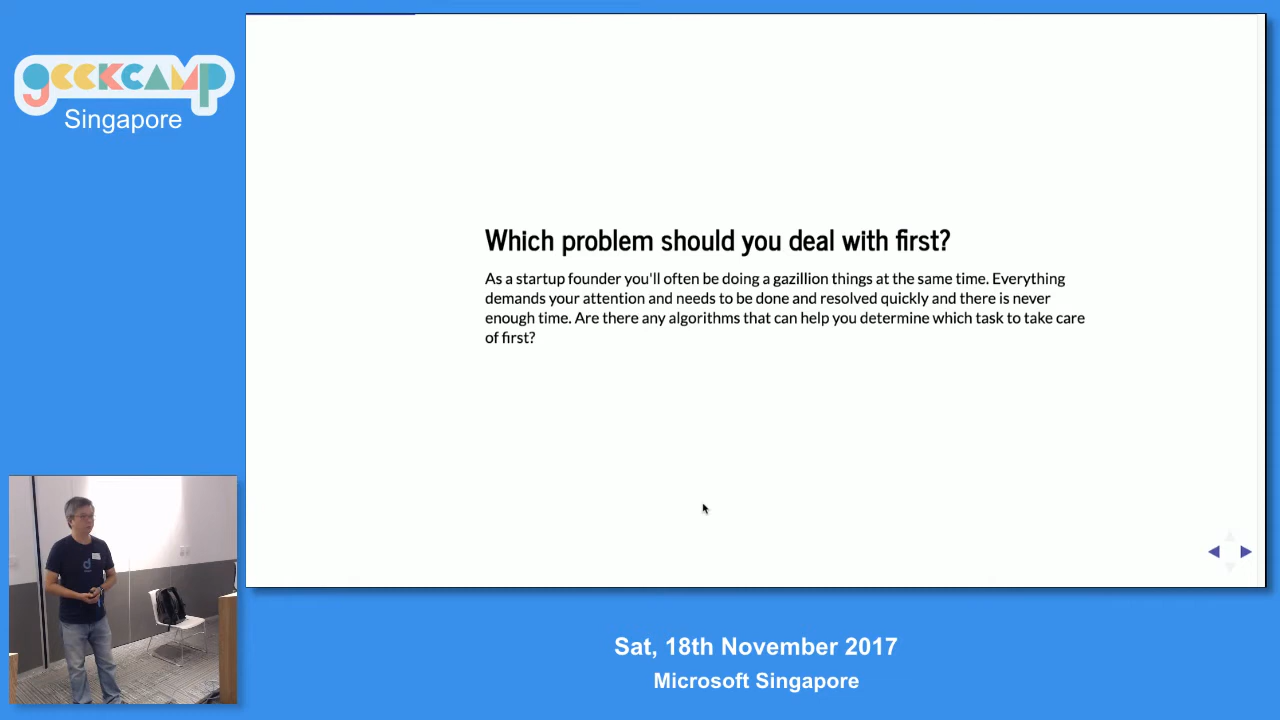 geekcamp
Singapore
Which problem should you deal with first?
As a startup founder you'll often be doing a gazillion things at the same time. Everything
demands your attention and needs to be done and resolved quickly and there is never
enough time. Are there any algorithms that can help you determine which task to take care
of first?
d
Sat, 18th November 2017
Microsoft Singapore